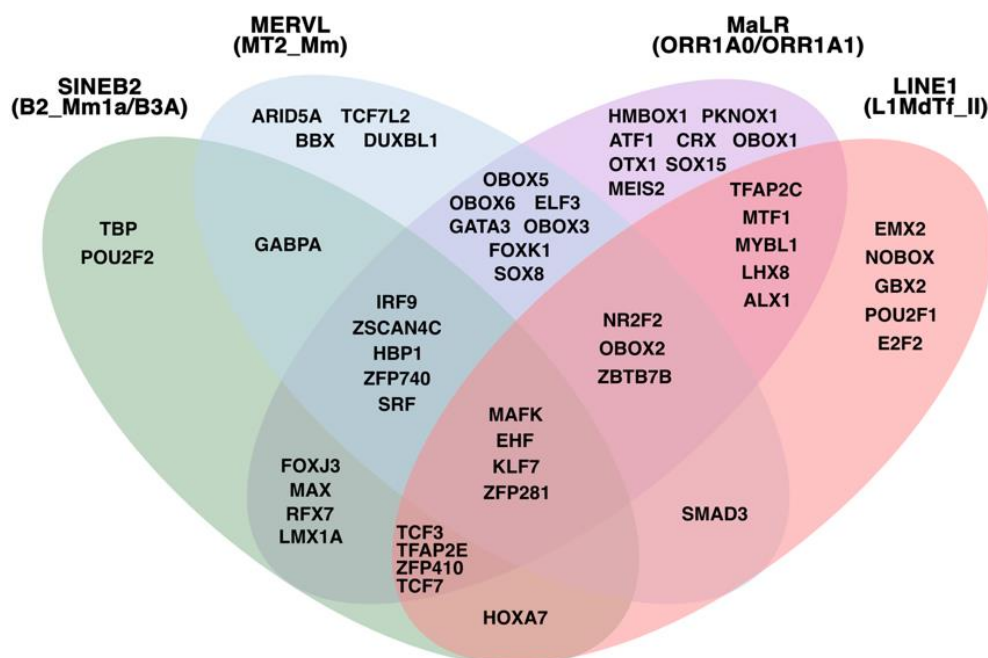 MERVL
(MT2_Mm)
MaLR
(ORR1A0/ORR1A1)
SINEB2
(B2_Mm1a/B3A)
LINE1
(L1MdTf_II)
ARID5A TCF7L2
BBX DUXBL1
HMBOX1 PKNOX1
ATF1 CRX OBOX1
OTX1 SOX15
MEIS2
OBOX5
OBOX6 ELF3
GATA3 OBOX3
FOXK1
SOX8
TFAP2C
MTF1
MYBL1
LHX8
ALX1
TBP
POU2F2
GABPA
EMX2
NOBOX
GBX2
POU2F1
E2F2
IRF9
ZSCAN4C
HBP1
ZFP740
SRF
NR2F2
OBOX2
ZBTB7B
MAFK
EHF
KLF7
ZFP281
FOXJ3
MAX
RFX7
LMX1A
SMAD3
TCF3
TFAP2E
ZFP410
TCF7
HOXA7